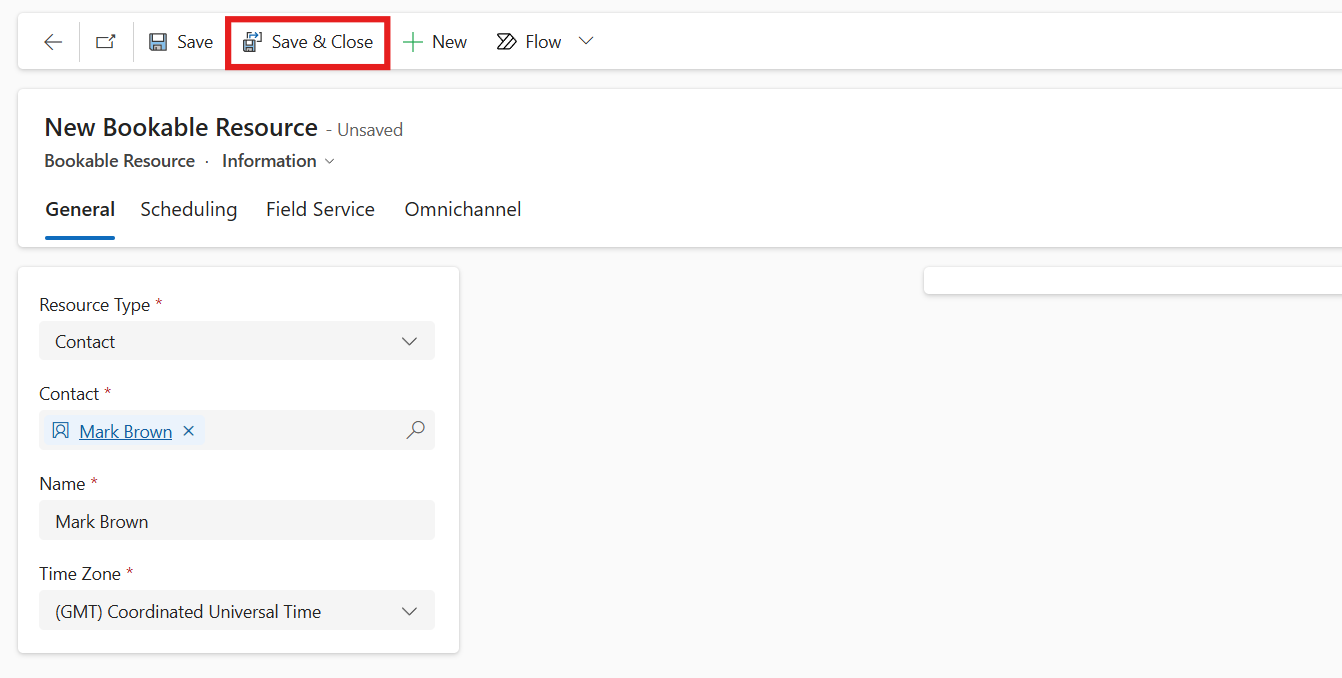 Save Save & Close New Flow
New Bookable Resource - Unsaved
Bookable Resource · Information
General Scheduling Field Service Omnichannel
Resource Type *
Contact
Contact *
Mark Brown
Name *
Mark Brown
Time Zone *
(GMT) Coordinated Universal Time